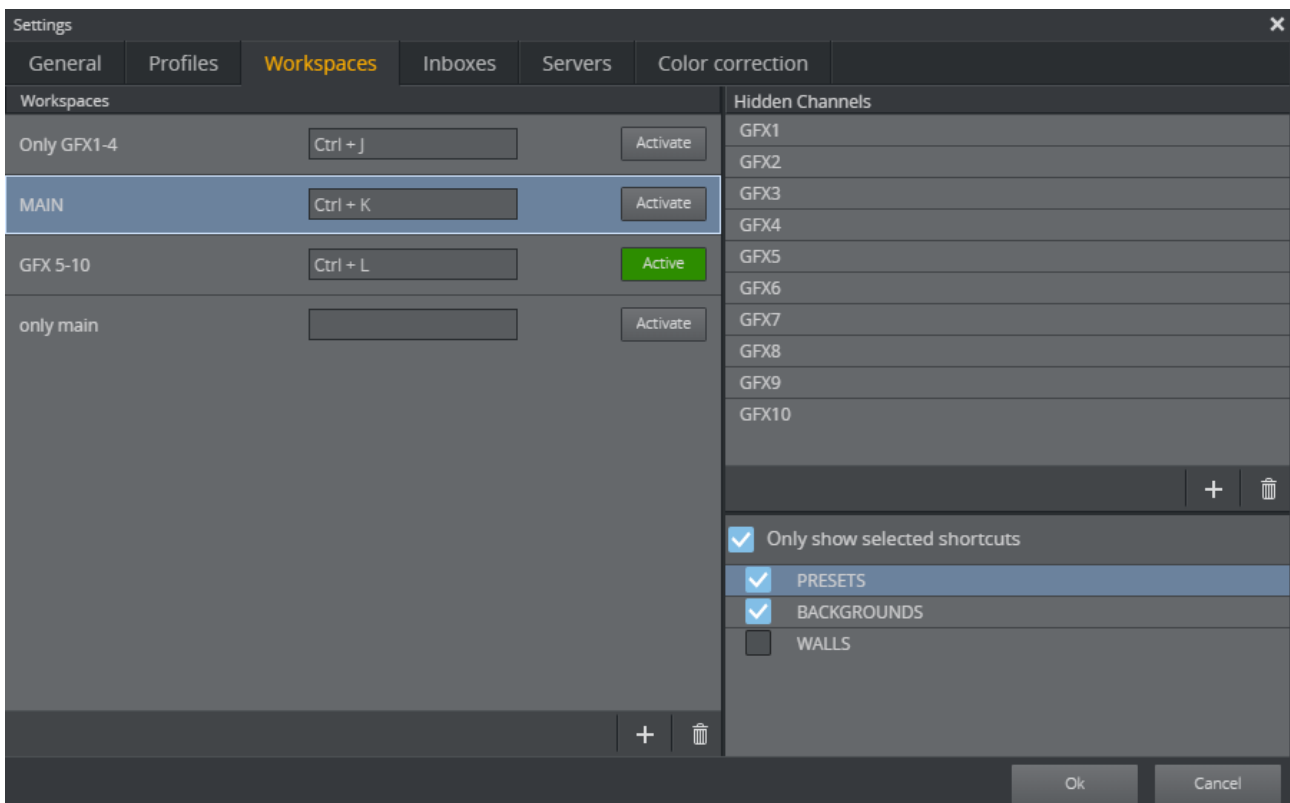 Settings
General Profiles Workspaces Inboxes Servers Color correction
Workspaces
Only GFX1-4 Ctrl + J Activate
MAIN Ctrl + K Activate
GFX 5-10 Ctrl + L Active
only main Activate
Hidden Channels
GFX1
GFX2
GFX3
GFX4
GFX5
GFX6
GFX7
GFX8
GFX9
GFX10
Only show selected shortcuts
PRESETS
BACKGROUNDS
WALLS
Ok Cancel